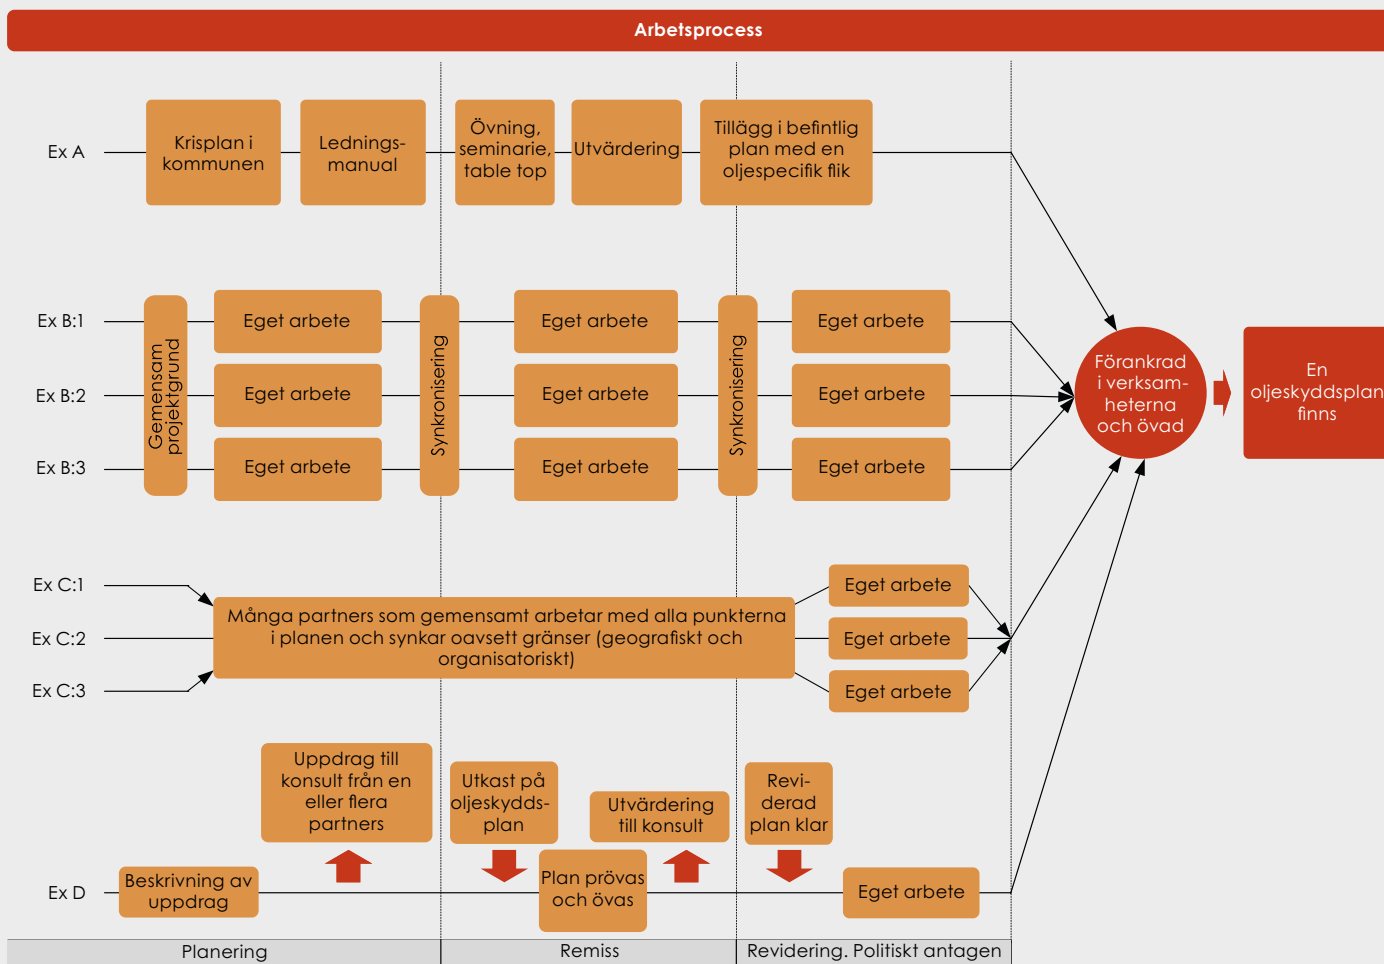 Arbetsprocess
Ex A
Krisplan i
kommunen
Lednings-
manual
Övning,
seminarie,
table top
Utvärdering
Tillägg i befintlig
plan med en
oljespecifik flik
Ex B:1
Ex B:2
Ex B:3
Gemensam
projektgrund
Eget arbete
Eget arbete
Eget arbete
Synkronisering
Eget arbete
Eget arbete
Eget arbete
Synkronisering
Eget arbete
Eget arbete
Eget arbete
Förankrad
i verksam-
heterna
och övad
En
oljeskyddsplan
finns
Ex C:1
Ex C:2
Ex C:3
Många partners som gemensamt arbetar med alla punkterna
i planen och synkar oavsett gränser (geografiskt och
organisatoriskt)
Eget arbete
Eget arbete
Eget arbete
Ex D
Beskrivning av
uppdrag
Uppdrag till
konsult från en
eller flera
partners
Utkast på
oljeskydds-
plan
Plan prövas
och övas
Utvärdering
till konsult
Revi-
derad
plan klar
Eget arbete
Planering
Remiss
Revidering. Politiskt antagen